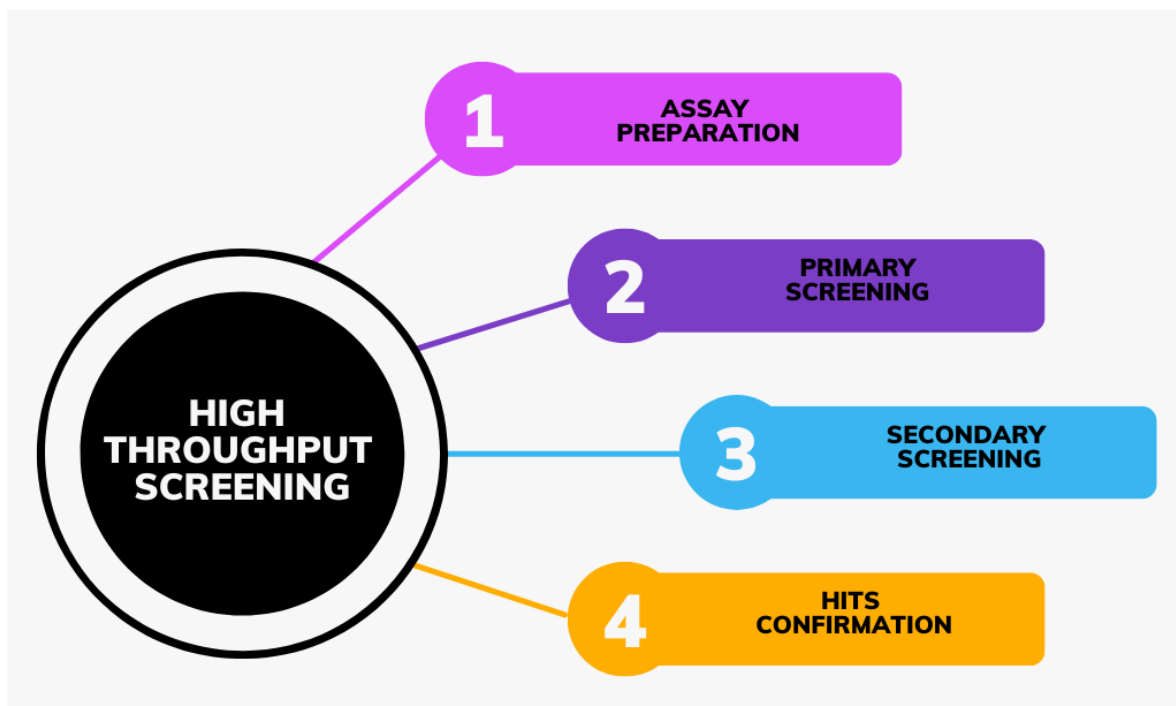 HIGH
THROUGHPUT
SCREENING
1
ASSAY
PREPARATION
2
PRIMARY
SCREENING
3
SECONDARY
SCREENING
4
HITS
CONFIRMATION